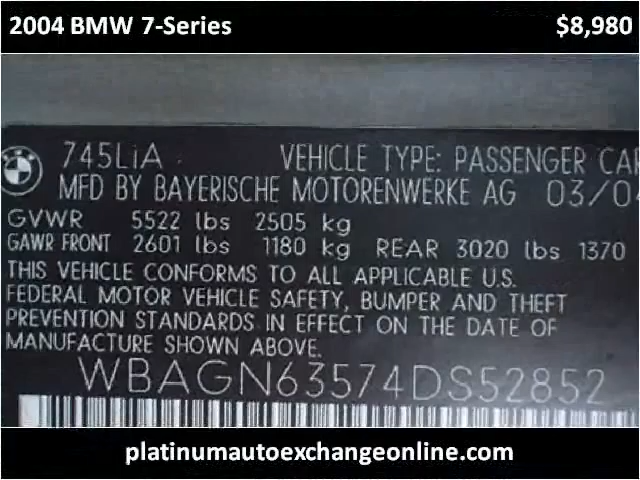 2004 BMW 7-Series $8,980
745LiA VEHICLE TYPE: PASSENGER CAR
MFD BY BAYERISCHE MOTORENWERKE AG 03/04
GVWR 5522 lbs 2505 kg
GAWR FRONT 2601 lbs 1180 kg REAR 3020 lbs 1370
THIS VEHICLE CONFORMS TO ALL APPLICABLE U.S.
FEDERAL MOTOR VEHICLE SAFETY, BUMPER AND THEFT
PREVENTION STANDARDS IN EFFECT ON THE DATE OF
MANUFACTURE SHOWN ABOVE.
WBAGN63574DS52852
platinumautoexchangeonline.com